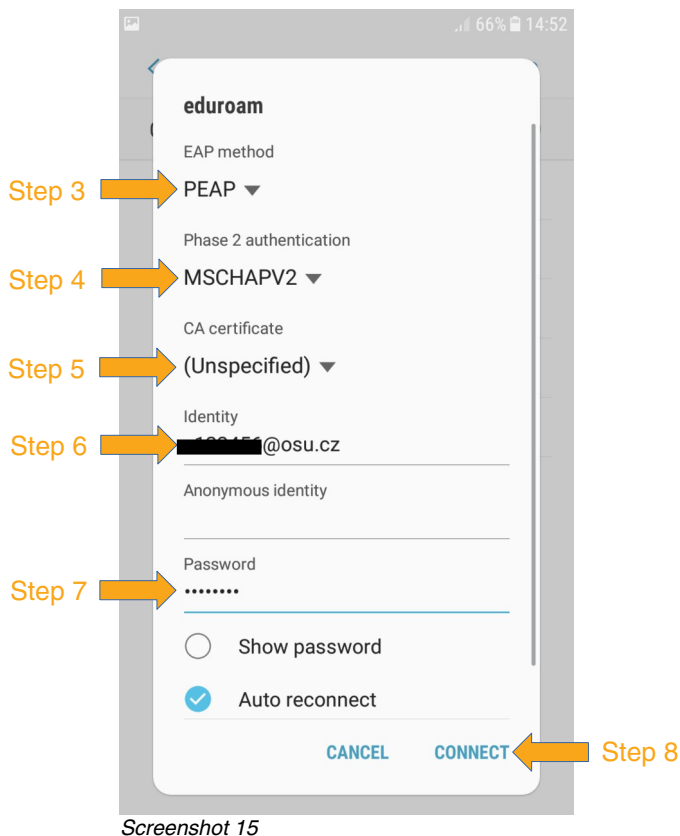 66% 14:52
eduroam
EAP method
Step 3 PEAP
Phase 2 authentication
Step 4 MSCHAPV2
CA certificate
Step 5 (Unspecified)
Identity
Step 6 @osu.cz
Anonymous identity
Password
Step 7 ••••••••
Show password
Auto reconnect
CANCEL CONNECT Step 8
Screenshot 15